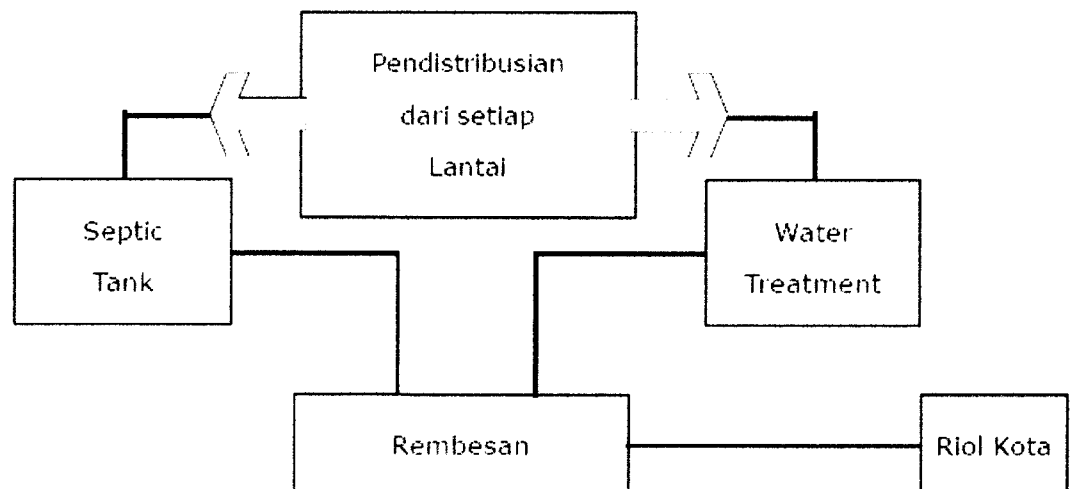 Pendistribusian
dari setiap
Lantai
Septic
Tank
Water
Treatment
Rembesan
Riol Kota